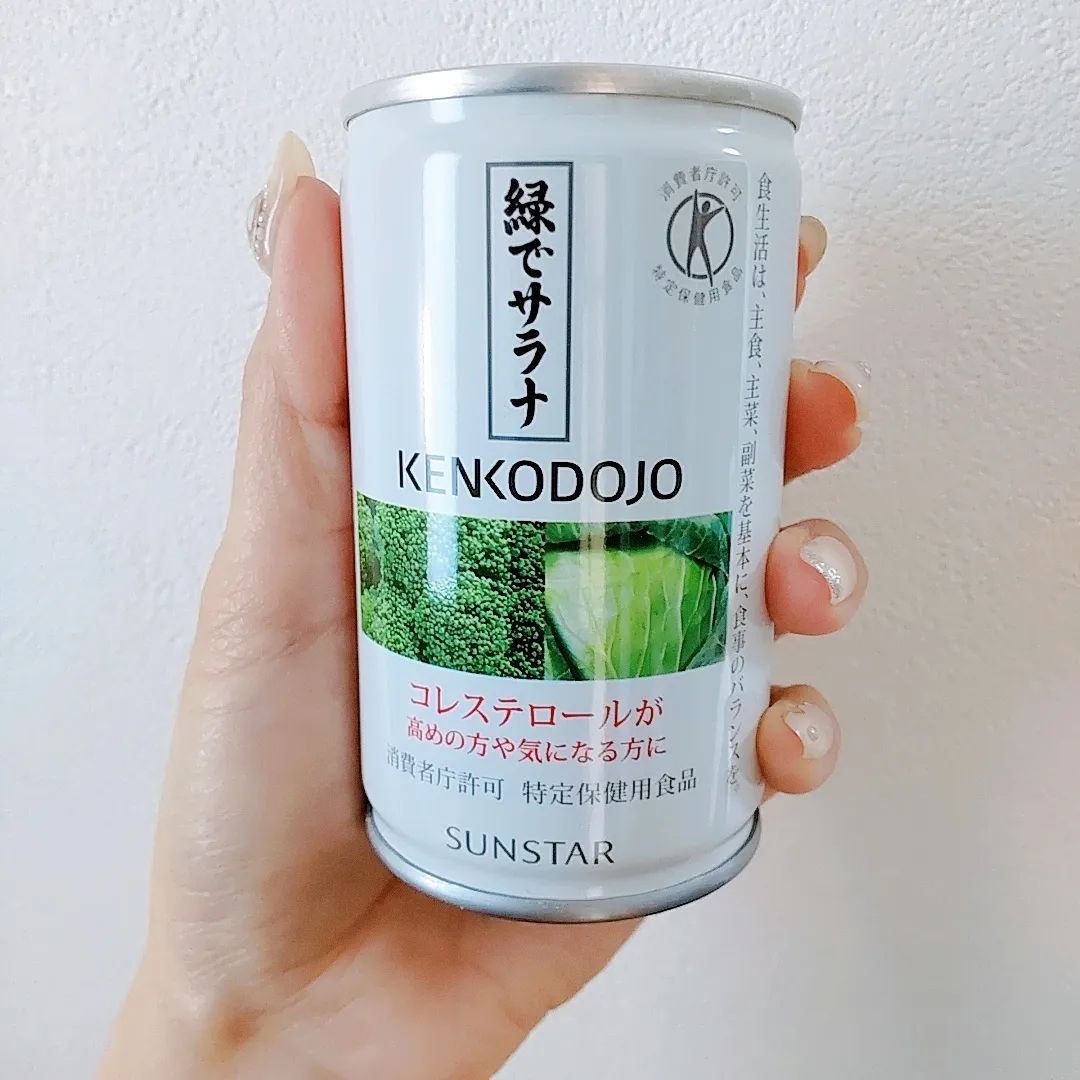 緑でサラナ
消費者庁許可
特定保健用食品
食生活は、主食、主菜、副菜を基本に、食事のバランスを。
KENKODOJO
コレステロールが
高めの方や気になる方に
消費者庁許可 特定保健用食品
SUNSTAR